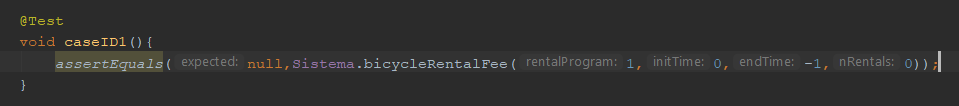 @Test
void caseID1(){
assertEquals( expected: null,Sistema.bicycleRentalFee( rentalProgram: 1, initTime: 0, endTime: -1, nRentals: 0));
}